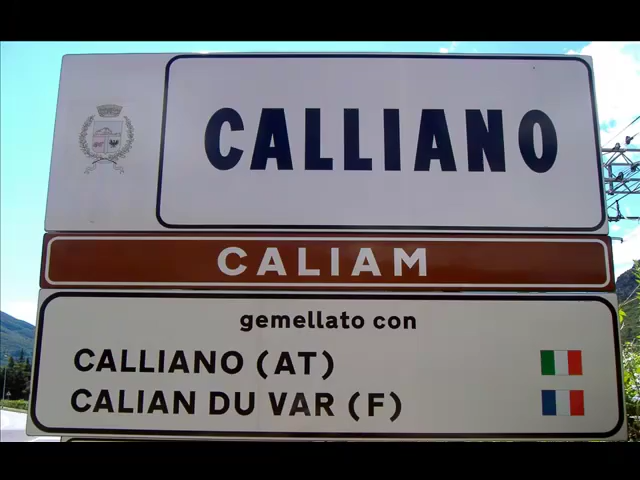 CALLIANO
CALIAM
gemellato con
CALLIANO (AT)
CALIAN DU VAR (F)